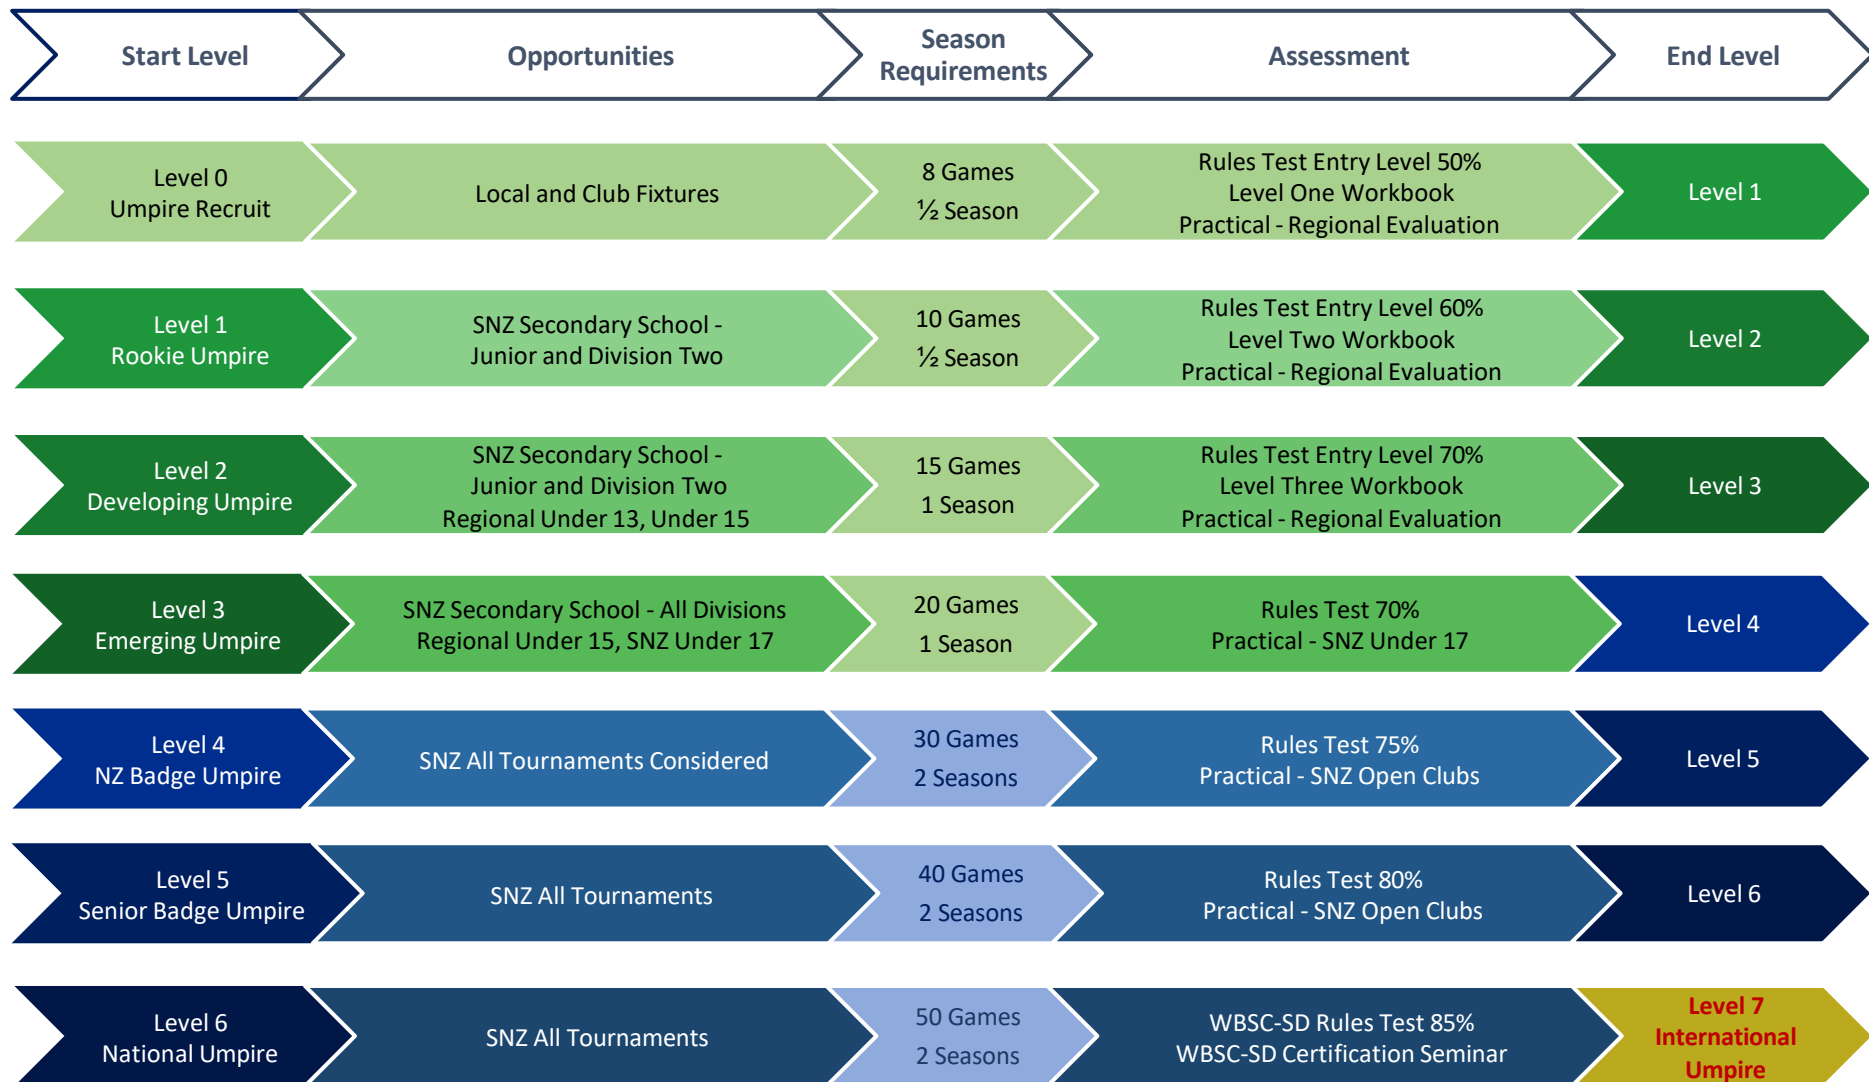 Start Level
Opportunities
Season
Requirements
Assessment
End Level
Level 0
Umpire Recruit
Local and Club Fixtures
8 Games
½ Season
Rules Test Entry Level 50%
Level One Workbook
Practical - Regional Evaluation
Level 1
Level 1
Rookie Umpire
SNZ Secondary School -
Junior and Division Two
10 Games
½ Season
Rules Test Entry Level 60%
Level Two Workbook
Practical - Regional Evaluation
Level 2
Level 2
Developing Umpire
SNZ Secondary School -
Junior and Division Two
Regional Under 13, Under 15
15 Games
1 Season
Rules Test Entry Level 70%
Level Three Workbook
Practical - Regional Evaluation
Level 3
Level 3
Emerging Umpire
SNZ Secondary School - All Divisions
Regional Under 15, SNZ Under 17
20 Games
1 Season
Rules Test 70%
Practical - SNZ Under 17
Level 4
Level 4
NZ Badge Umpire
SNZ All Tournaments Considered
30 Games
2 Seasons
Rules Test 75%
Practical - SNZ Open Clubs
Level 5
Level 5
Senior Badge Umpire
SNZ All Tournaments
40 Games
2 Seasons
Rules Test 80%
Practical - SNZ Open Clubs
Level 6
Level 6
National Umpire
SNZ All Tournaments
50 Games
2 Seasons
WBSC-SD Rules Test 85%
WBSC-SD Certification Seminar
Level 7
International
Umpire